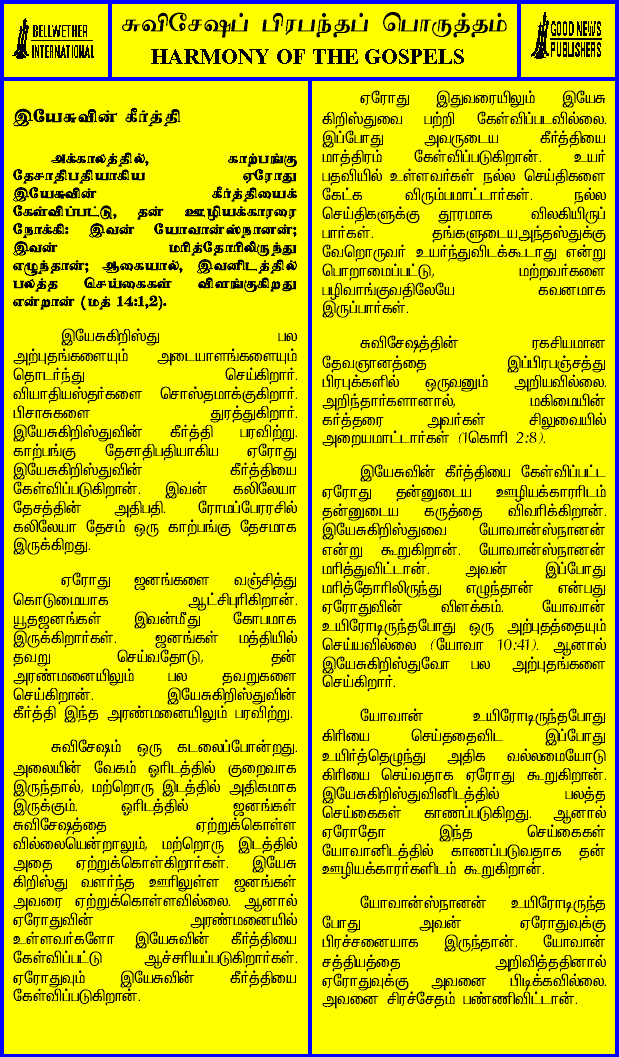 BELLWETHER
INTERNATIONAL
சுவிசேஷப் பிரபந்தப் பொருத்தம்
HARMONY OF THE GOSPELS
GOOD NEWS
PUBLISHERS
இயேசுவின் கீர்த்தி
அக்காலத்தில், காற்பங்கு
தேசாதிபதியாகிய ஏரோது
இயேசுவின் கீர்த்தியைக்
கேள்விப்பட்டு, தன் ஊழியக்காரரை
நோக்கி: இவன் யோவான்ஸ்நானன்;
இவன் மரித்தோரிலிருந்து
எழுந்தான்; ஆகையால், இவனிடத்தில்
பலத்த செய்கைகள் விளங்குகிறது
என்றான் (மத் 14:1,2).
இயேசுகிறிஸ்து பல
அற்புதங்களையும் அடையாளங்களையும்
தொடர்ந்து செய்கிறார்.
வியாதியஸ்தர்களை சொஸ்தமாக்குகிறார்.
பிசாசுகளை துரத்துகிறார்.
இயேசுகிறிஸ்துவின் கீர்த்தி பரவிற்று.
காற்பங்கு தேசாதிபதியாகிய ஏரோது
இயேசுகிறிஸ்துவின் கீர்த்தியை
கேள்விப்படுகிறான். இவன் கலிலேயா
தேசத்தின் அதிபதி. ரோமப்பேரரசில்
கலிலேயா தேசம் ஒரு காற்பங்கு தேசமாக
இருக்கிறது.
ஏரோது ஜனங்களை வஞ்சித்து
கொடுமையாக ஆட்சிபுரிகிறான்.
யூதஜனங்கள் இவன்மீது கோபமாக
இருக்கிறார்கள். ஜனங்கள் மத்தியில்
தவறு செய்வதோடு, தன்
அரண்மனையிலும் பல தவறுகளை
செய்கிறான். இயேசுகிறிஸ்துவின்
கீர்த்தி இந்த அரண்மனையிலும் பரவிற்று.
சுவிசேஷம் ஒரு கடலைப்போன்றது.
அலையின் வேகம் ஓரிடத்தில் குறைவாக
இருந்தால், மற்றொரு இடத்தில் அதிகமாக
இருக்கும். ஓரிடத்தில் ஜனங்கள்
சுவிசேஷத்தை ஏற்றுக்கொள்ள
வில்லையென்றாலும், மற்றொரு இடத்தில்
அதை ஏற்றுக்கொள்கிறார்கள். இயேசு
கிறிஸ்து வளர்ந்த ஊரிலுள்ள ஜனங்கள்
அவரை ஏற்றுக்கொள்ளவில்லை. ஆனால்
ஏரோதுவின் அரண்மனையில்
உள்ளவர்களோ இயேசுவின் கீர்த்தியை
கேள்விப்பட்டு ஆச்சரியப்படுகிறார்கள்.
ஏரோதுவும் இயேசுவின் கீர்த்தியை
கேள்விப்படுகிறான்.
ஏரோது இதுவரையிலும் இயேசு
கிறிஸ்துவை பற்றி கேள்விப்படவில்லை.
இப்போது அவருடைய கீர்த்தியை
மாத்திரம் கேள்விப்படுகிறான். உயர்
பதவியில் உள்ளவர்கள் நல்ல செய்திகளை
கேட்க விரும்பமாட்டார்கள். நல்ல
செய்திகளுக்கு தூரமாக விலகியிருப்
பார்கள். தங்களுடையஅந்தஸ்துக்கு
வேறொருவர் உயர்ந்துவிடக்கூடாது என்று
பொறாமைப்பட்டு, மற்றவர்களை
பழிவாங்குவதிலேயே கவனமாக
இருப்பார்கள்.
சுவிசேஷத்தின் ரகசியமான
தேவஞானத்தை இப்பிரபஞ்சத்து
பிரபுக்களில் ஒருவனும் அறியவில்லை.
அறிந்தார்களானால், மகிமையின்
கர்த்தரை அவர்கள் சிலுவையில்
அறையமாட்டார்கள் (1கொரி 2:8).
இயேசுவின் கீர்த்தியை கேள்விப்பட்ட
ஏரோது தன்னுடைய ஊழியக்காரரிடம்
தன்னுடைய கருத்தை விவரிக்கிறான்.
இயேசுகிறிஸ்துவை யோவான்ஸ்நானன்
என்று கூறுகிறான். யோவான்ஸ்நானன்
மரித்துவிட்டான். அவன் இப்போது
மரித்தோரிலிருந்து எழுந்தான் என்பது
ஏரோதுவின் விளக்கம். யோவான்
உயிரோடிருந்தபோது ஒரு அற்புதத்தையும்
செய்யவில்லை (யோவா 10:41). ஆனால்
இயேசுகிறிஸ்துவோ பல அற்புதங்களை
செய்கிறார்.
யோவான் உயிரோடிருந்தபோது
கிரியை செய்ததைவிட இப்போது
உயிர்த்தெழுந்து அதிக வல்லமையோடு
கிரியை செய்வதாக ஏரோது கூறுகிறான்.
இயேசுகிறிஸ்துவினிடத்தில் பலத்த
செய்கைகள் காணப்படுகிறது. ஆனால்
ஏரோதோ இந்த செய்கைகள்
யோவானிடத்தில் காணப்படுவதாக தன்
ஊழியக்காரர்களிடம் கூறுகிறான்.
யோவான்ஸ்நானன் உயிரோடிருந்த
போது அவன் ஏரோதுவுக்கு
பிரச்சனையாக இருந்தான். யோவான்
சத்தியத்தை அறிவித்ததினால்
ஏரோதுவுக்கு அவனை பிடிக்கவில்லை.
அவனை சிரச்சேதம் பண்ணிவிட்டான்.